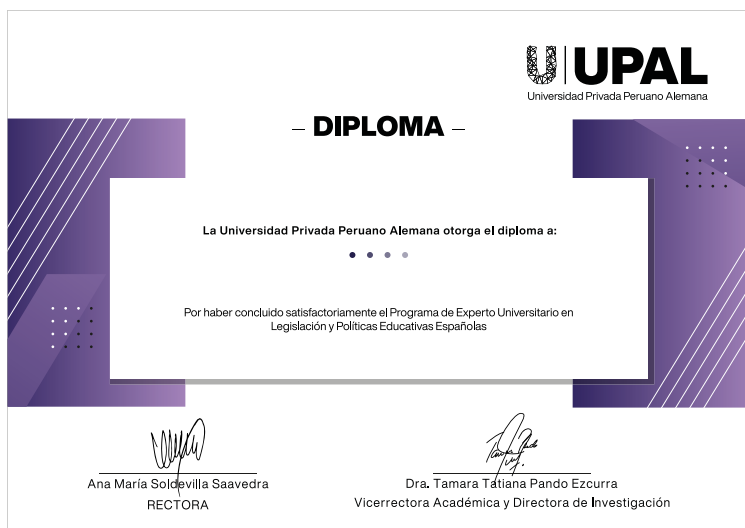 UPAL
Universidad Privada Peruano Alemana
– DIPLOMA –
La Universidad Privada Peruano Alemana otorga el diploma a:
Por haber concluido satisfactoriamente el Programa de Experto Universitario en
Legislación y Políticas Educativas Españolas
Ana María Soldevilla Saavedra
RECTORA
Dra. Tamara Tatiana Pando Ezcurra
Vicerrectora Académica y Directora de Investigación